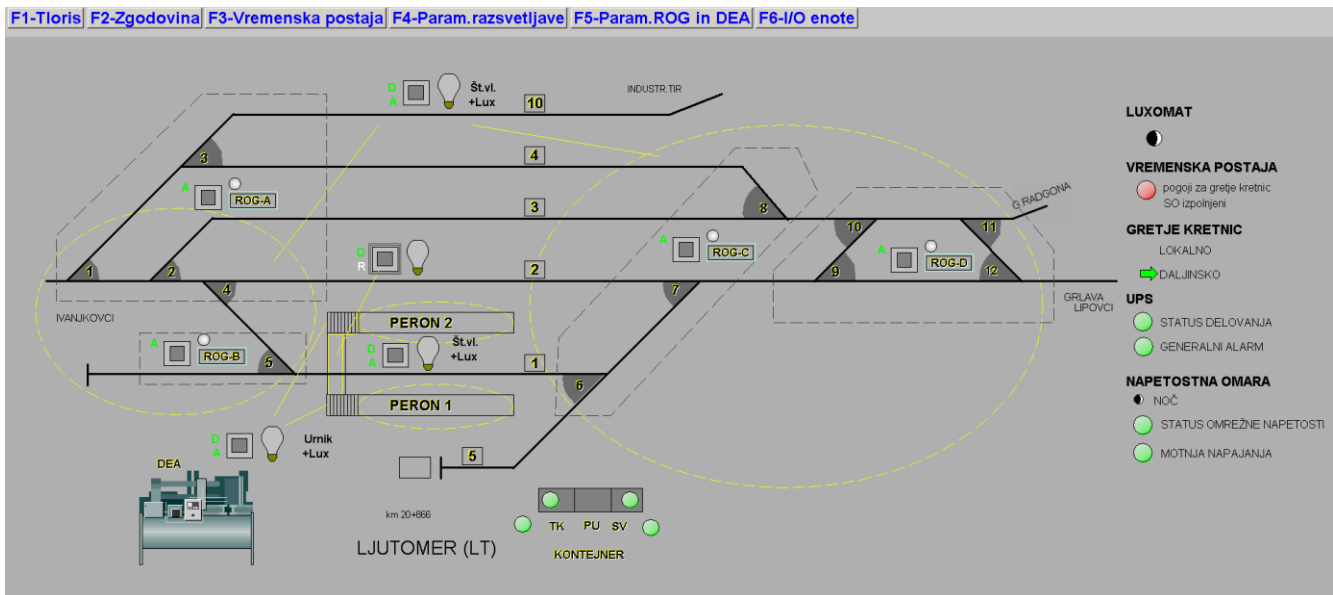 F1-Tloris F2-Zgodovina F3-Vremenska postaja F4-Param.razsvetljave F5-Param.ROG in DEA F6-I/O enote
D
A
Št.vl.
+Lux
10
INDUSTR.TIR
3
4
A
ROG-A
3
8
G.RADGONA
D
R
A
ROG-C
10
11
A
ROG-D
1
2
2
9
12
4
7
IVANJKOVCI
GRLAVA
LIPOVCI
PERON 2
A
ROG-B
5
D
A
Št.vl.
+Lux
1
6
PERON 1
D
A
Urnik
+Lux
5
DEA
km 20+866
LJUTOMER (LT)
TK PU SV
KONTEJNER
LUXOMAT
VREMENSKA POSTAJA
pogoji za gretje kretnic
SO izpolnjeni
GRETJE KRETNIC
LOKALNO
DALJINSKO
UPS
STATUS DELOVANJA
GENERALNI ALARM
NAPETOSTNA OMARA
NOČ
STATUS OMREŽNE NAPETOSTI
MOTNJA NAPAJANJA